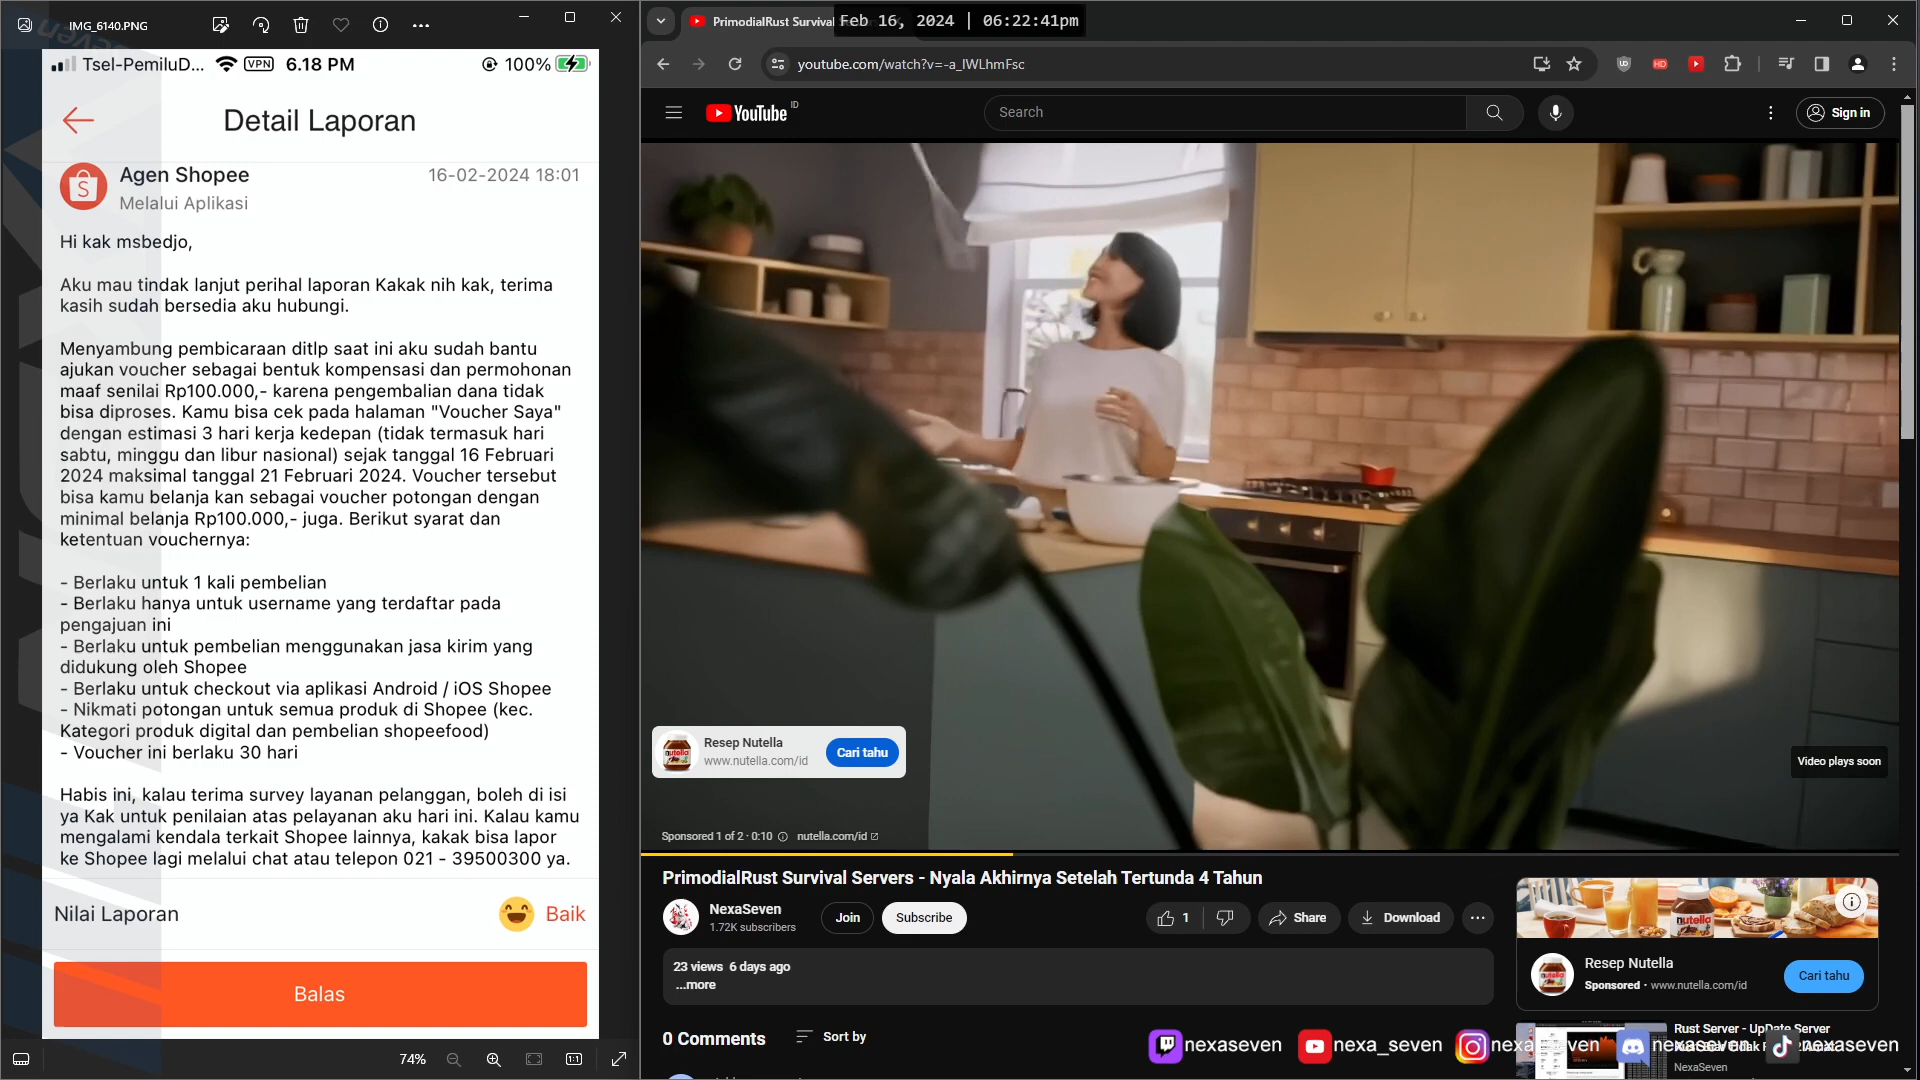 IMG_6140.PNG
Tsel-PemiluD...
VPN
6.18 PM
100%
Detail Laporan
Agen Shopee
16-02-2024 18:01
Melalui Aplikasi
Hi kak msbedjo,
Aku mau tindak lanjut perihal laporan Kakak nih kak, terima
kasih sudah bersedia aku hubungi.
Menyambung pembicaraan ditlp saat ini aku sudah bantu
ajukan voucher sebagai bentuk kompensasi dan permohonan
maaf senilai Rp100.000,- karena pengembalian dana tidak
bisa diproses. Kamu bisa cek pada halaman "Voucher Saya"
dengan estimasi 3 hari kerja kedepan (tidak termasuk hari
sabtu, minggu dan libur nasional) sejak tanggal 16 Februari
2024 maksimal tanggal 21 Februari 2024. Voucher tersebut
bisa kamu belanja kan sebagai voucher potongan dengan
minimal belanja Rp100.000,- juga. Berikut syarat dan
ketentuan vouchernya:
- Berlaku untuk 1 kali pembelian
- Berlaku hanya untuk username yang terdaftar pada
pengajuan ini
- Berlaku untuk pembelian menggunakan jasa kirim yang
didukung oleh Shopee
- Berlaku untuk checkout via aplikasi Android / iOS Shopee
- Nikmati potongan untuk semua produk di Shopee (kec.
Kategori produk digital dan pembelian shopeefood)
- Voucher ini berlaku 30 hari
Habis ini, kalau terima survey layanan pelanggan, boleh di isi
ya Kak untuk penilaian atas pelayanan aku hari ini. Kalau kamu
mengalami kendala terkait Shopee lainnya, kakak bisa lapor
ke Shopee lagi melalui chat atau telepon 021 - 39500300 ya.
Nilai Laporan
Baik
Balas
74%
PrimodialRust Survival
Feb 16, 2024 | 06:22:41pm
youtube.com/watch?v=-a_IWLhmFsc
HD
YouTube ID
Search
Sign in
Resep Nutella
www.nutella.com/id
Cari tahu
nutella
Video plays soon
Sponsored 1 of 2 · 0:10
nutella.com/id
PrimodialRust Survival Servers - Nyala Akhirnya Setelah Tertunda 4 Tahun
NexaSeven
1.72K subscribers
Join
Subscribe
1
Share
Download
23 views 6 days ago
...more
0 Comments
Sort by
nutella
Resep Nutella
Sponsored · www.nutella.com/id
Cari tahu
Rust Server - UpDate Server
NexaSeven
nexaseven
nexa_seven
nexaseven
nexaseven